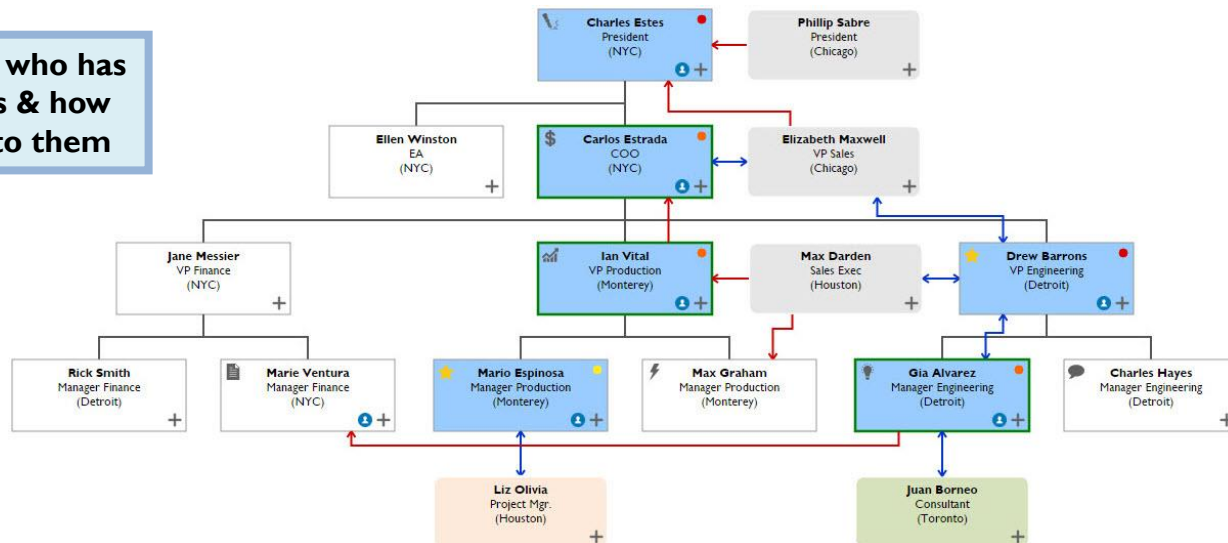 who has
s & how
to them
Charles Estes
President
(NYC)
Phillip Sabre
President
(Chicago)
Ellen Winston
EA
(NYC)
$
Carlos Estrada
COO
(NYC)
Elizabeth Maxwell
VP Sales
(Chicago)
Jane Messier
VP Finance
(NYC)
Ian Vital
VP Production
(Monterey)
Max Darden
Sales Exec
(Houston)
Drew Barrons
VP Engineering
(Detroit)
Rick Smith
Manager Finance
(Detroit)
Marie Ventura
Manager Finance
(NYC)
Mario Espinosa
Manager Production
(Monterey)
Max Graham
Manager Production
(Monterey)
Gia Alvarez
Manager Engineering
(Detroit)
Charles Hayes
Manager Engineering
(Detroit)
Liz Olivia
Project Mgr.
(Houston)
Juan Borneo
Consultant
(Toronto)